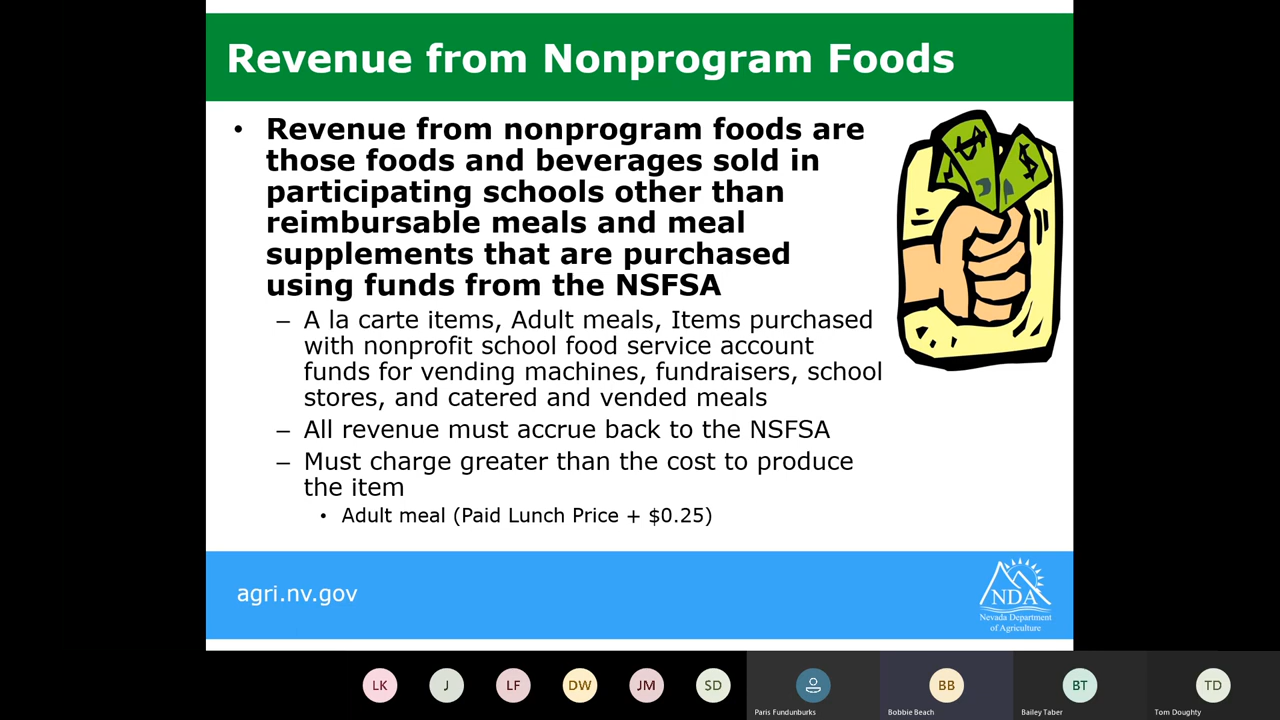 Revenue from Nonprogram Foods
• Revenue from nonprogram foods are
those foods and beverages sold in
participating schools other than
reimbursable meals and meal
supplements that are purchased
using funds from the NSFSA
– A la carte items, Adult meals, Items purchased
with nonprofit school food service account
funds for vending machines, fundraisers, school
stores, and catered and vended meals
– All revenue must accrue back to the NSFSA
– Must charge greater than the cost to produce
the item
• Adult meal (Paid Lunch Price + $0.25)
agri.nv.gov
NDA
Nevada Department
of Agriculture
LK J LF DW JM SD BB BT TD
Paris Fundunburks Bobbie Beach Bailey Taber Tom Doughty